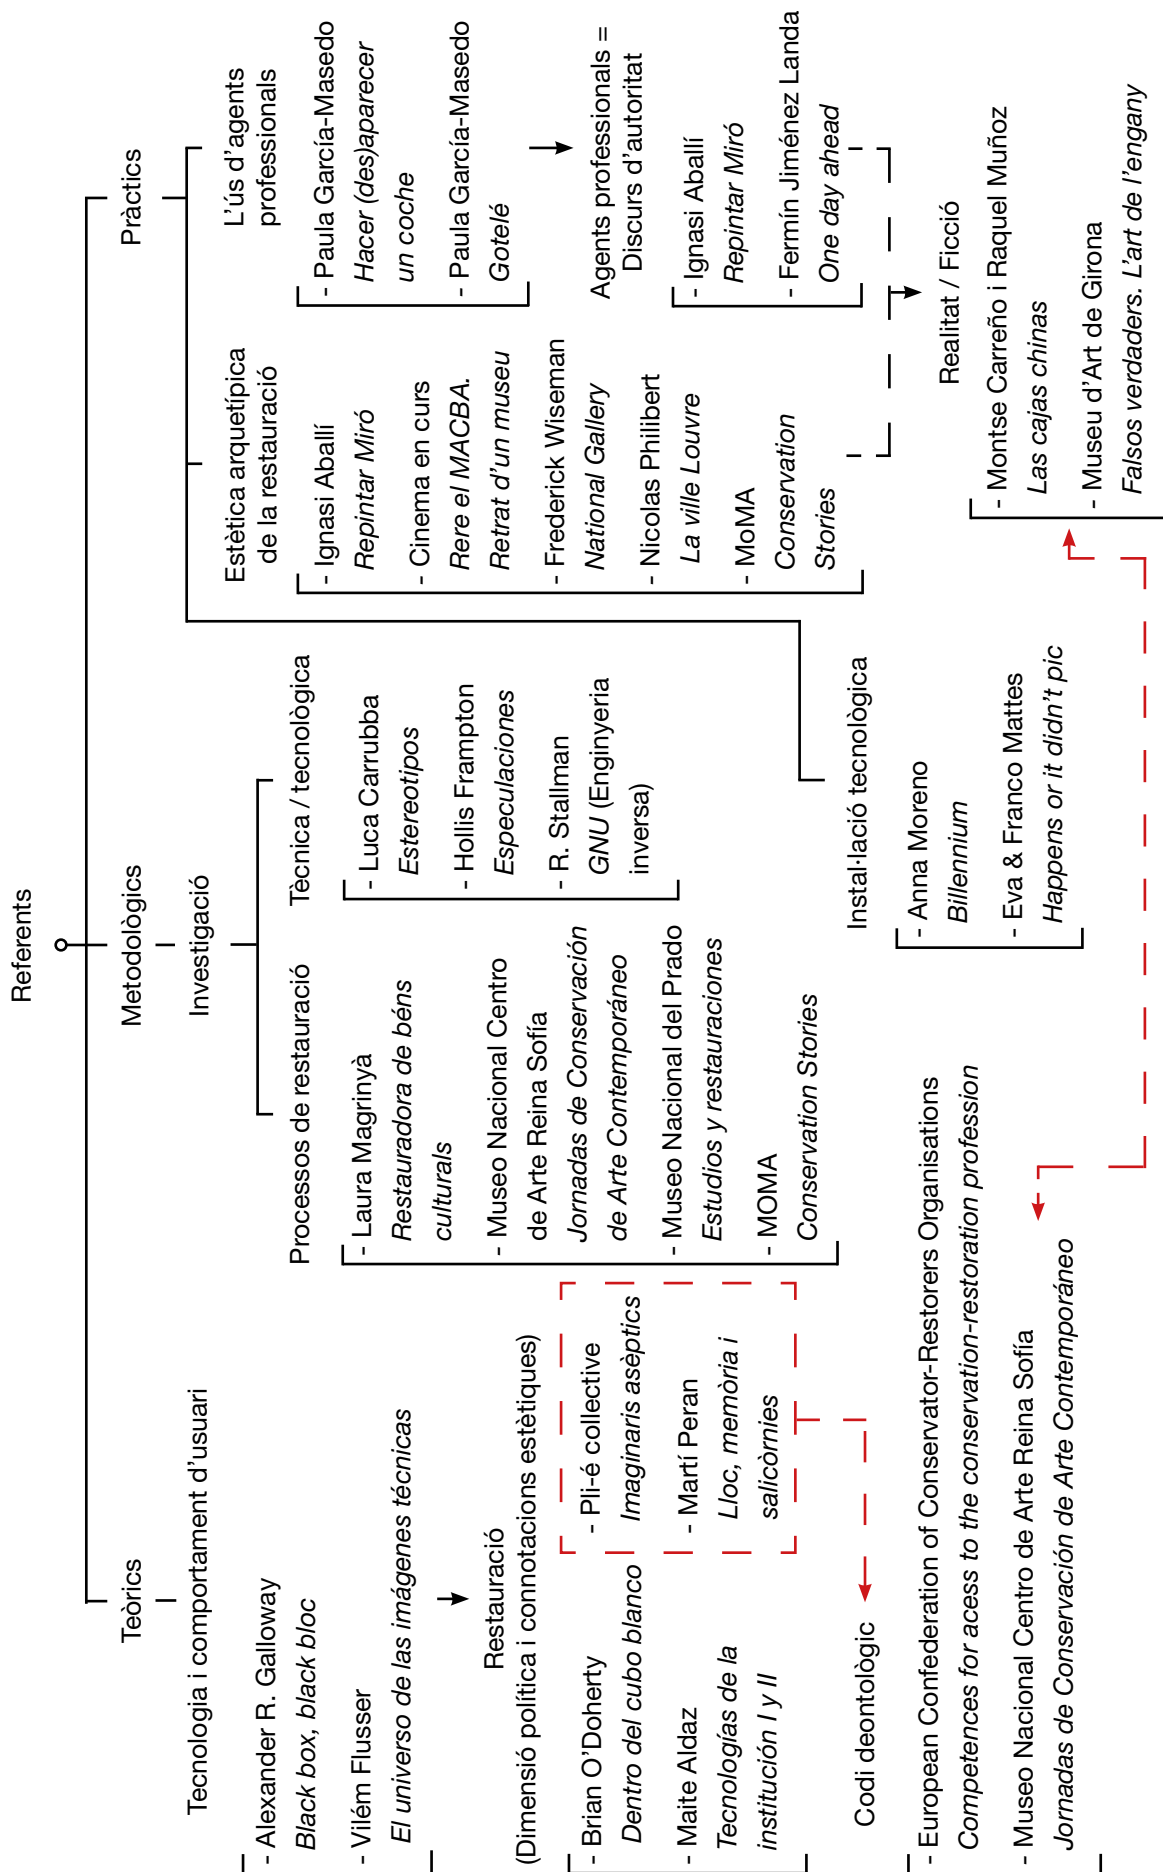 Referents
Teòrics
Tecnologia i comportament d'usuari
- Alexander R. Galloway
Black box, black bloc
- Vilém Flusser
El universo de las imágenes técnicas
Restauració
(Dimensió política i connotacions estètiques)
- Brian O'Doherty
Dentro del cubo blanco
- Maite Aldaz
Tecnologías de la
institución I y II
- Pli-é collective
Imaginaris asèptics
- Martí Peran
Lloc, memòria i
salicòrnies
Codi deontològic
- European Confederation of Conservator-Restorers Organisations
Competences for acess to the conservation-restoration profession
- Museo Nacional Centro de Arte Reina Sofía
Jornadas de Conservación de Arte Contemporáneo
Metodològics
Investigació
Processos de restauració
- Laura Magrinyà
Restauradora de béns
culturals
- Museo Nacional Centro
de Arte Reina Sofía
Jornadas de Conservación
de Arte Contemporáneo
- Museo Nacional del Prado
Estudios y restauraciones
- MOMA
Conservation Stories
Tècnica / tecnològica
- Luca Carrubba
Estereotipos
- Hollis Frampton
Especulaciones
- R. Stallman
GNU (Enginyeria
inversa)
Pràctics
Instal·lació tecnològica
- Anna Moreno
Billennium
- Eva & Franco Mattes
Happens or it didn't pic
Estètica arquetípica
de la restauració
- Ignasi Aballí
Repintar Miró
- Cinema en curs
Rere el MACBA.
Retrat d'un museu
- Frederick Wiseman
National Gallery
- Nicolas Philibert
La ville Louvre
- MoMA
Conservation
Stories
L'ús d'agents
professionals
- Paula García-Masedo
Hacer (des)aparecer
un coche
- Paula García-Masedo
Gotelé
Agents professionals =
Discurs d'autoritat
- Ignasi Aballí
Repintar Miró
- Fermín Jiménez Landa
One day ahead
Realitat / Ficció
- Montse Carreño i Raquel Muñoz
Las cajas chinas
- Museu d'Art de Girona
Falsos verdaders. L'art de l'engany